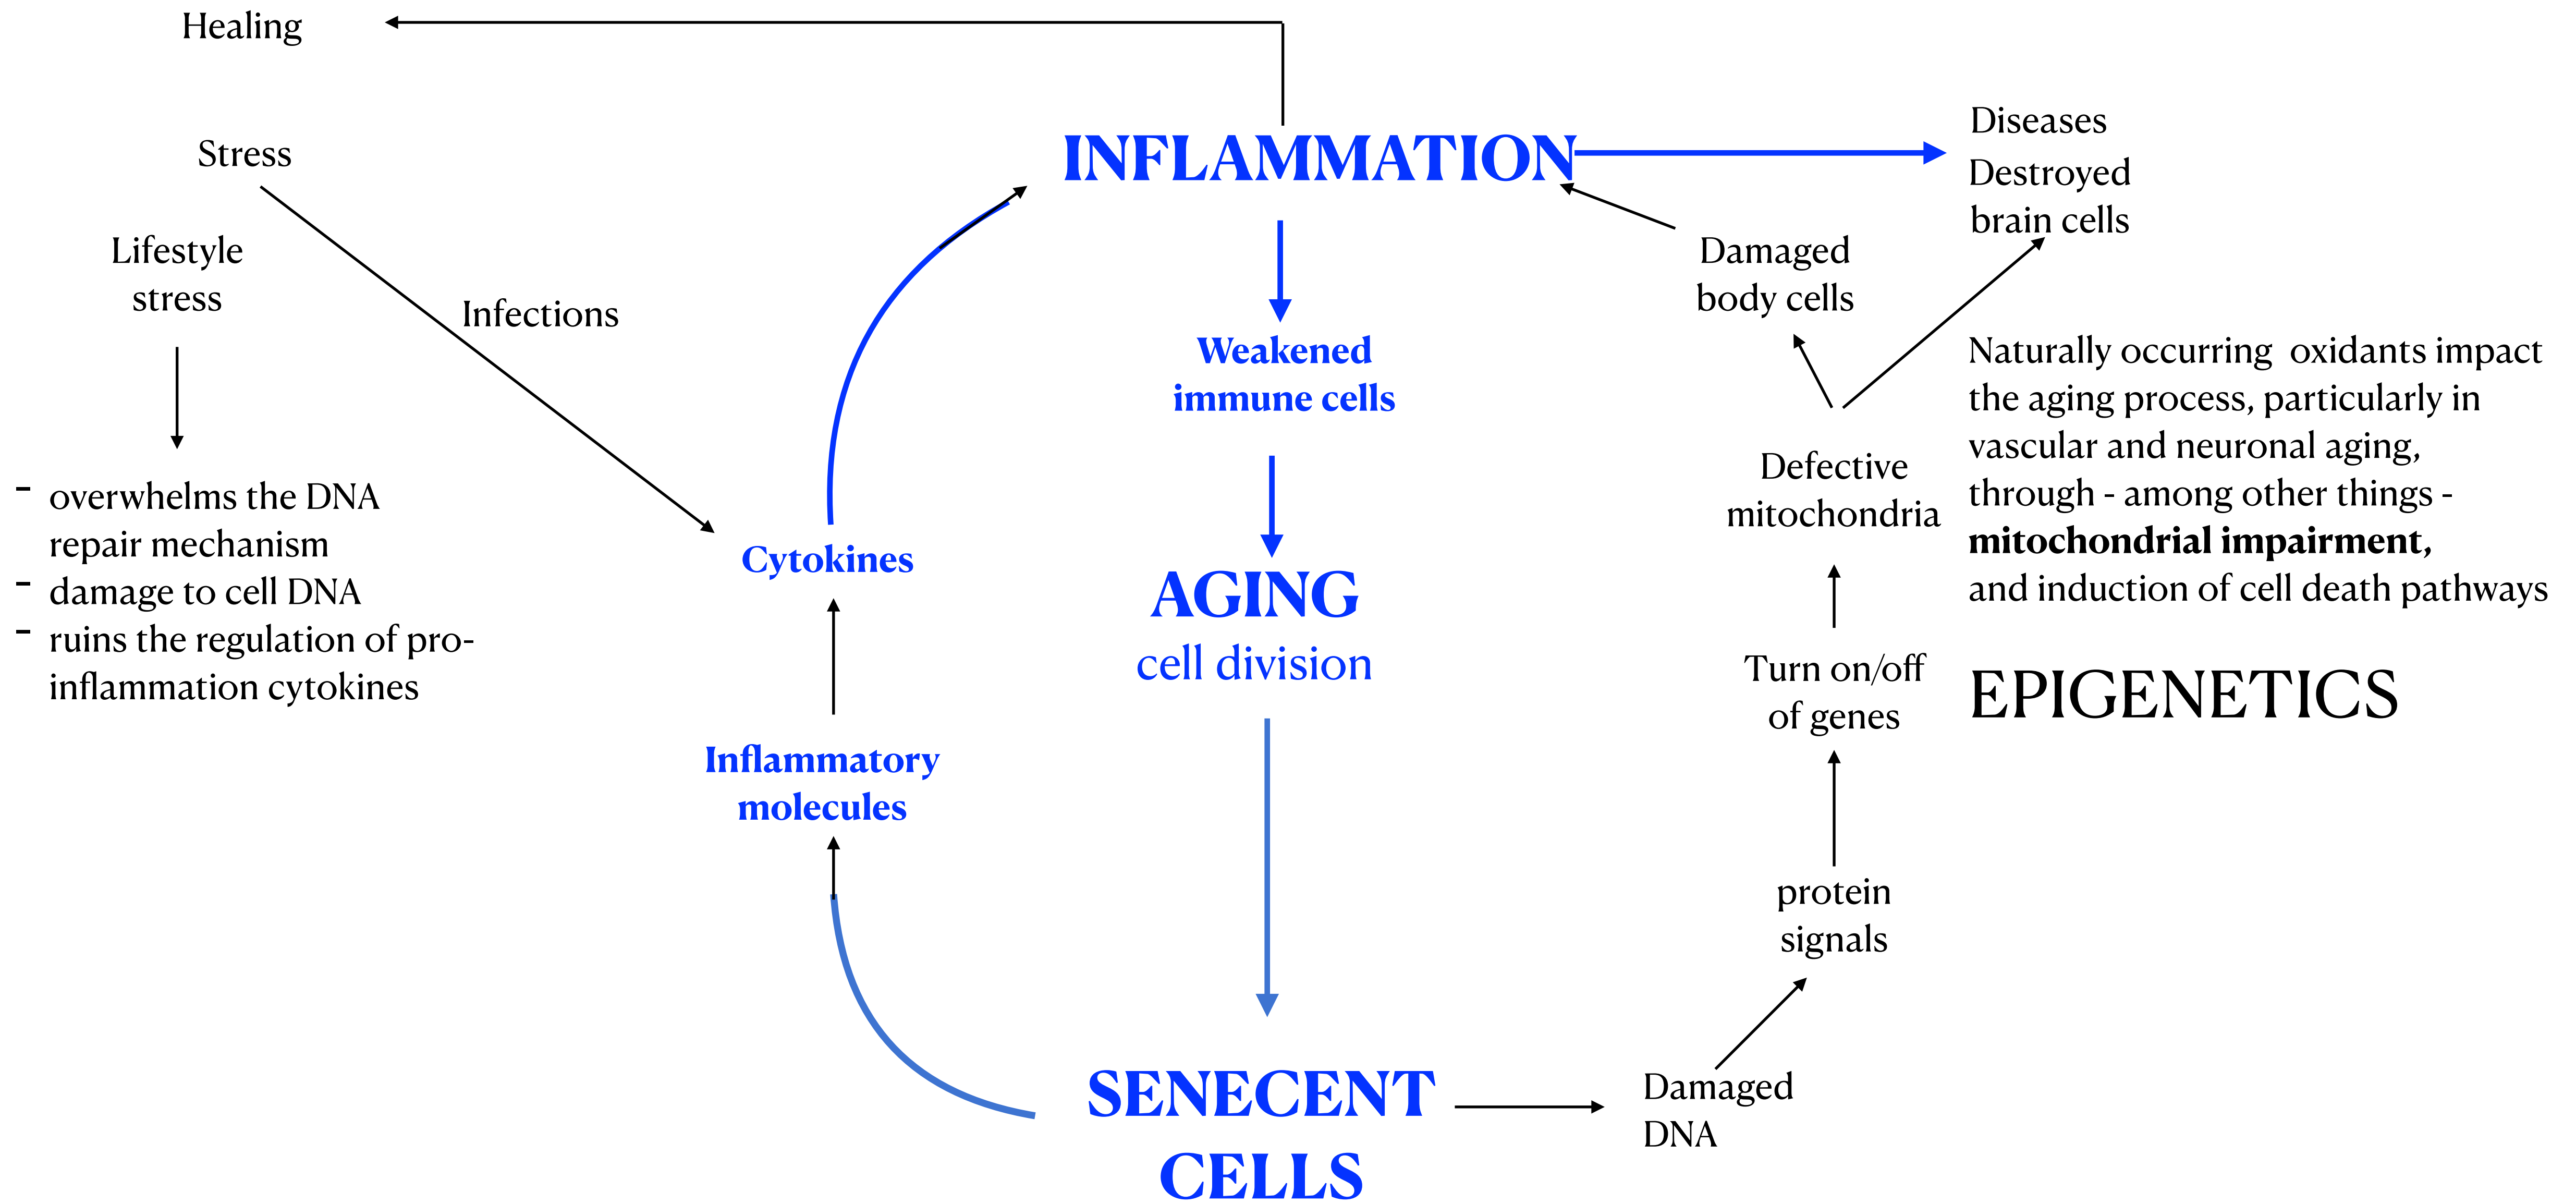 Healing
Stress
Lifestyle
stress
Infections
- overwhelms the DNA
repair mechanism
- damage to cell DNA
- ruins the regulation of pro-
inflammation cytokines
INFLAMMATION
Weakened
immune cells
Cytokines
AGING
cell division
Inflammatory
molecules
SENECENT
CELLS
Damaged
DNA
protein
signals
Turn on/off
of genes
Defective
mitochondria
Damaged
body cells
Diseases
Destroyed
brain cells
Naturally occurring oxidants impact
the aging process, particularly in
vascular and neuronal aging,
through - among other things -
mitochondrial impairment,
and induction of cell death pathways
EPIGENETICS